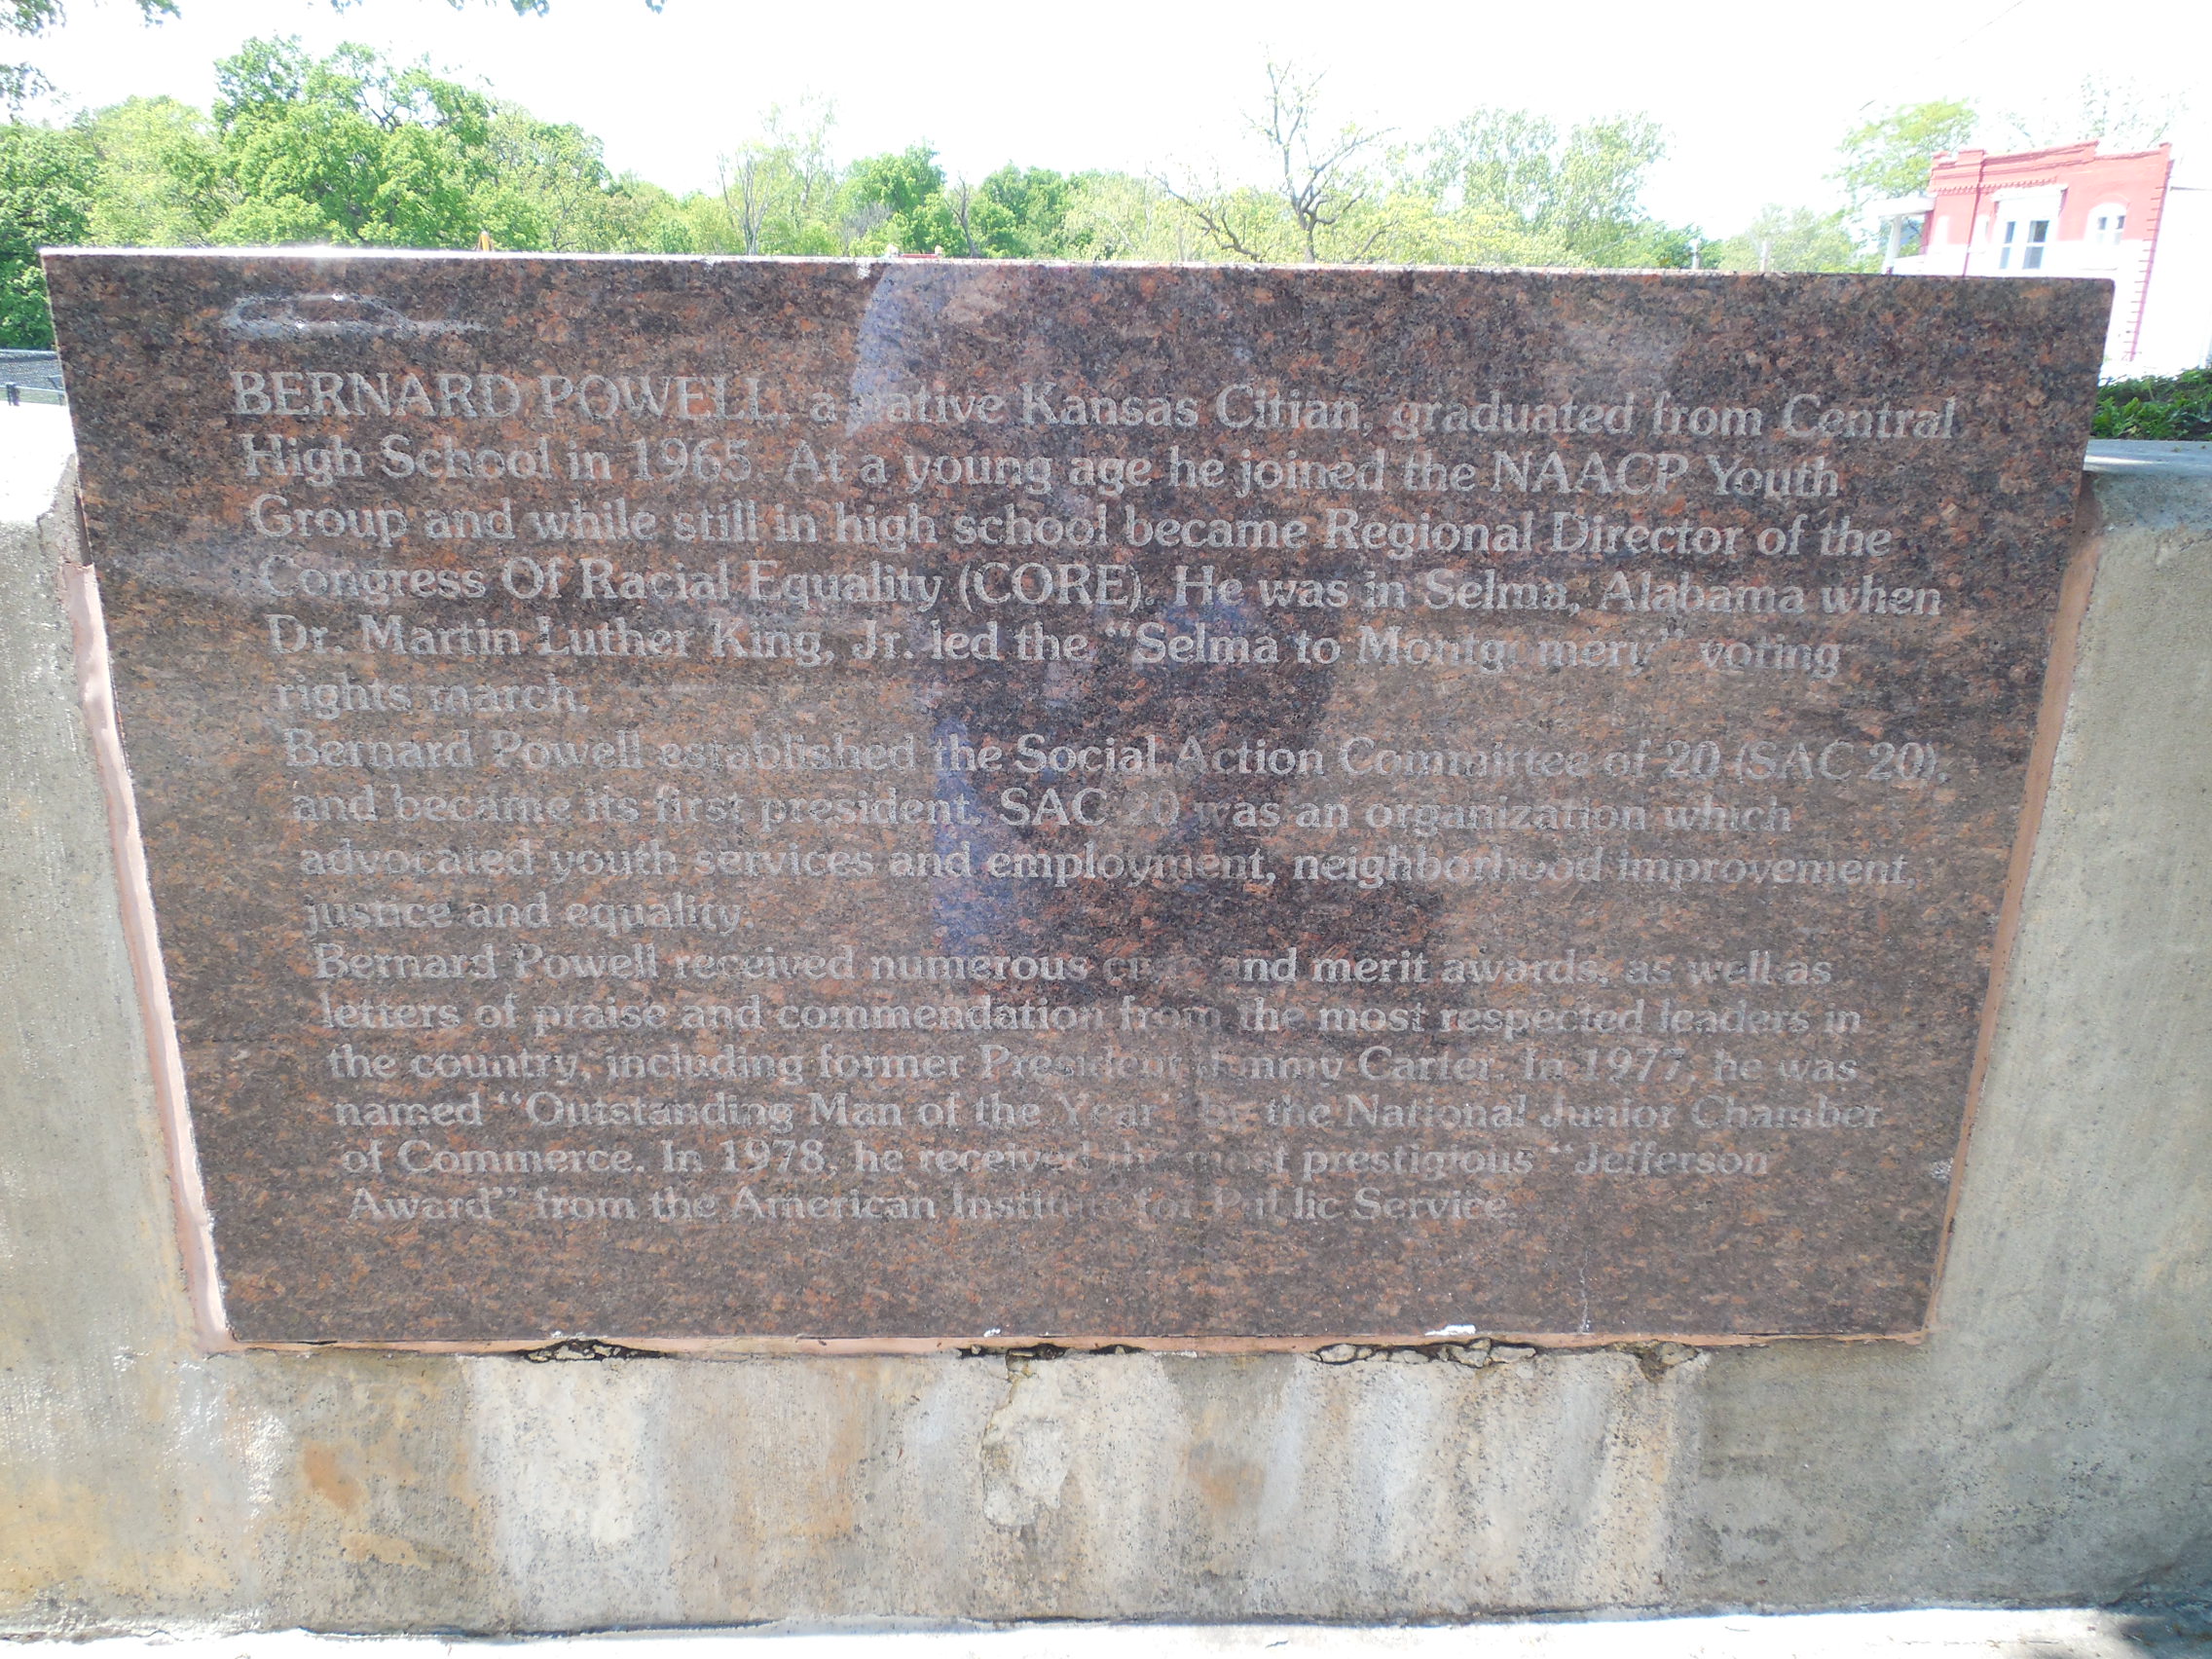 BERNARD POWELL, a native Kansas Citian, graduated from Central
High School in 1965. At a young age he joined the NAACP Youth
Group and while still in high school became Regional Director of the
Congress Of Racial Equality (CORE). He was in Selma, Alabama when
Dr. Martin Luther King, Jr. led the "Selma to Montgomery" voting
rights march.
Bernard Powell established the Social Action Committee of 20 (SAC 20),
and became its first president. SAC 20 was an organization which
advocated youth services and employment, neighborhood improvement,
justice and equality.
Bernard Powell received numerous civic and merit awards, as well as
letters of praise and commendation from the most respected leaders in
the country, including former President Jimmy Carter. In 1977, he was
named "Outstanding Man of the Year" by the National Junior Chamber
of Commerce. In 1978, he received the most prestigious "Jefferson
Award" from the American Institute for Public Service.